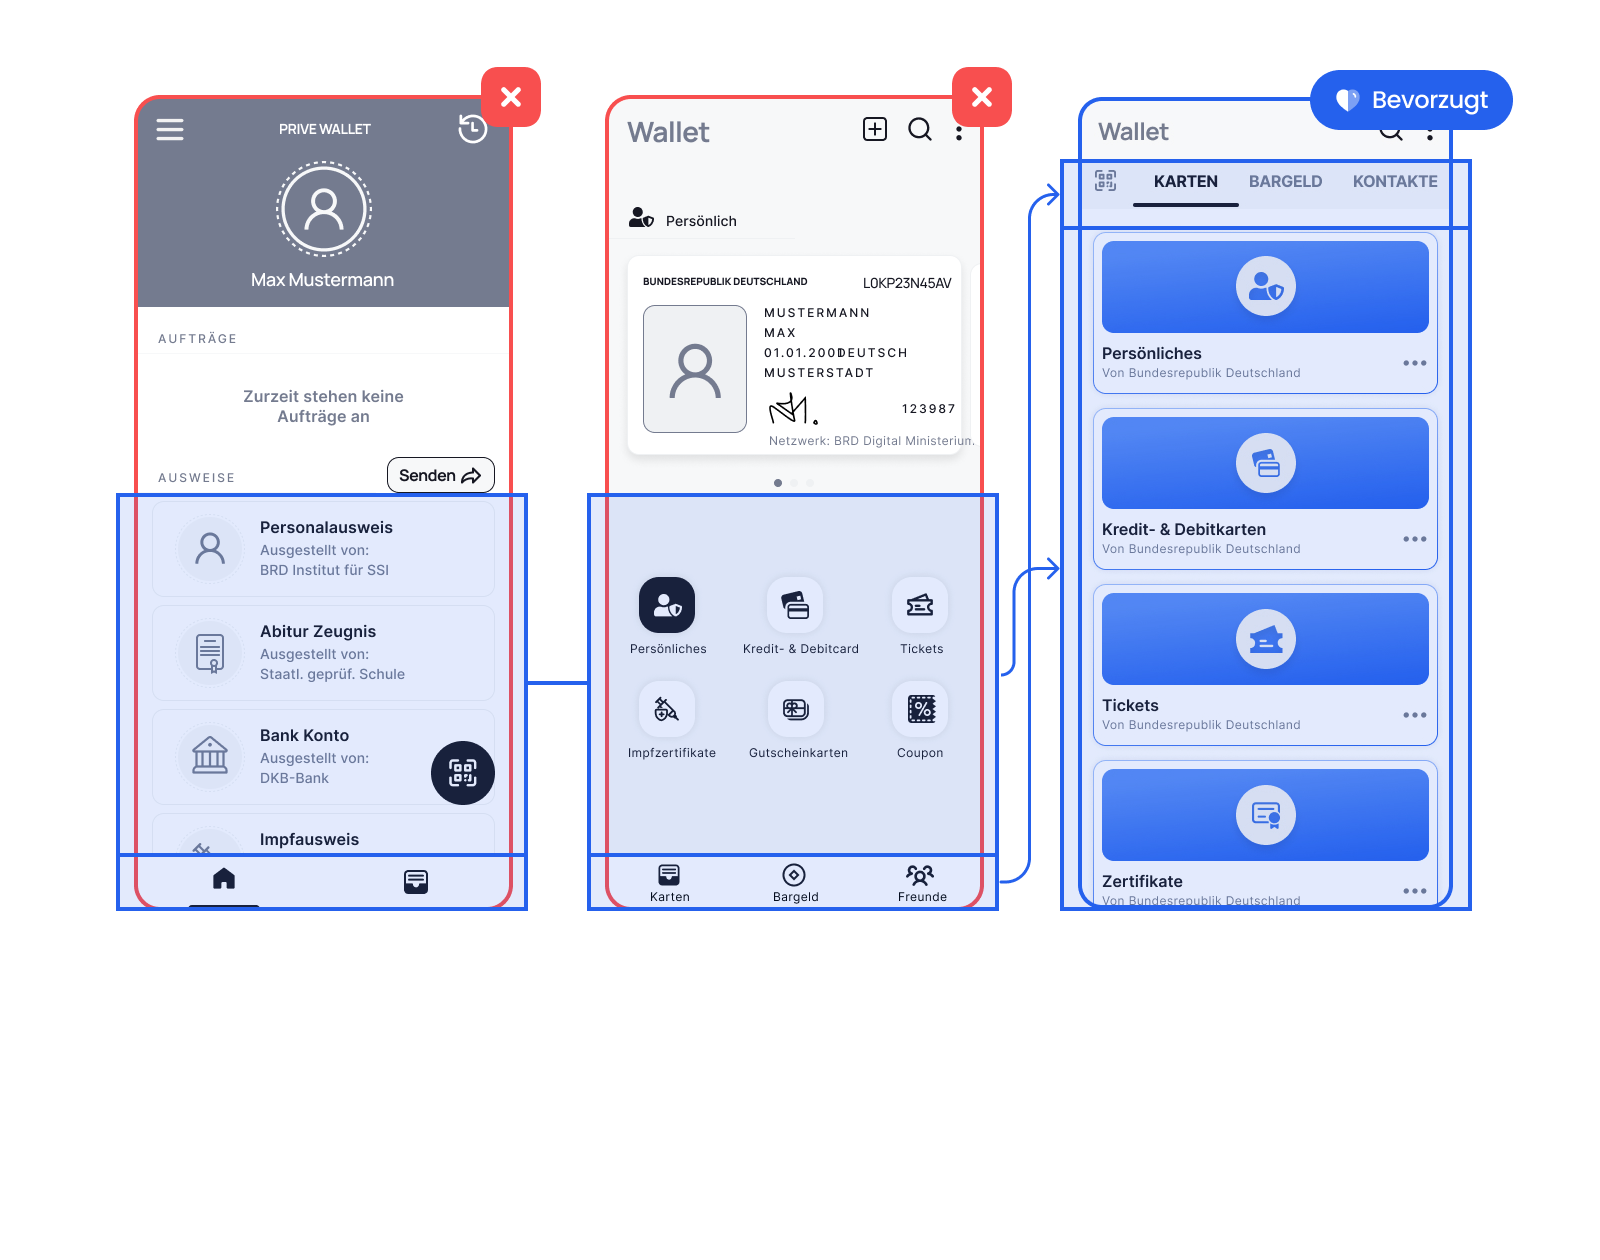 PRIVE WALLET
Max Mustermann
AUFTRÄGE
Zurzeit stehen keine
Aufträge an
AUSWEISE
Senden
Personalausweis
Ausgestellt von:
BRD Institut für SSI
Abitur Zeugnis
Ausgestellt von:
Staatl. geprüf. Schule
Bank Konto
Ausgestellt von:
DKB-Bank
Impfausweis
Wallet
Persönlich
BUNDESREPUBLIK DEUTSCHLAND
L0KP23N45AV
MUSTERMANN
MAX
01.01.2001 DEUTSCH
MUSTERSTADT
123987
Netzwerk: BRD Digital Ministerium.
Persönliches
Kredit- & Debitcard
Tickets
Impfzertifikate
Gutscheinkarten
Coupon
Karten
Bargeld
Freunde
Bevorzugt
Wallet
KARTEN
BARGELD
KONTAKTE
Persönliches
Von Bundesrepublik Deutschland
Kredit- & Debitkarten
Von Bundesrepublik Deutschland
Tickets
Von Bundesrepublik Deutschland
Zertifikate
Von Bundesrepublik Deutschland